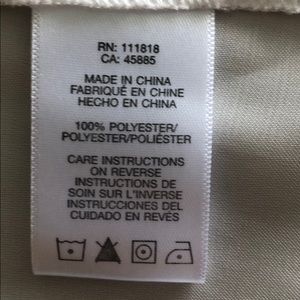 RN: 111818
CA: 45885
MADE IN CHINA
FABRIQUÉ EN CHINE
HECHO EN CHINA
100% POLYESTER/
POLYESTER/POLIÉSTER
CARE INSTRUCTIONS
ON REVERSE
INSTRUCTIONS DE
SOIN SUR L'INVERSE
INSTRUCCIONES DEL
CUIDADO EN REVÉS